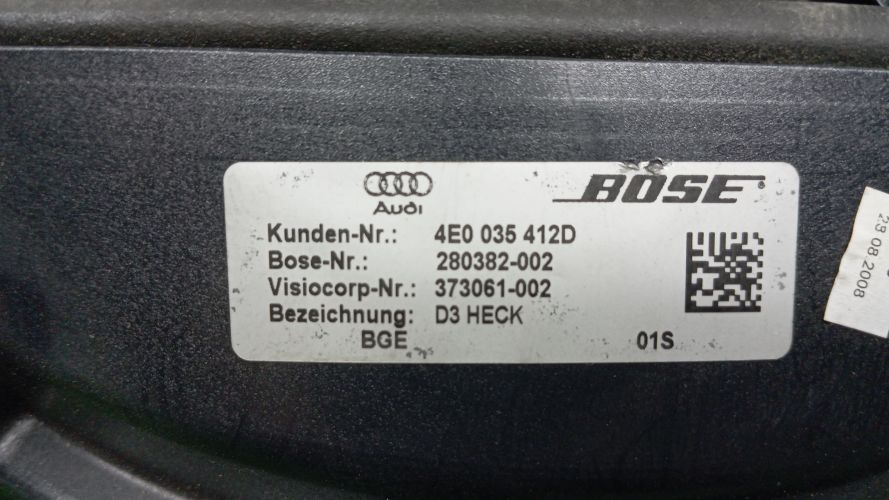 Audi
BOSE
Kunden-Nr.: 4E0 035 412D
Bose-Nr.: 280382-002
Visiocorp-Nr.: 373061-002
Bezeichnung: D3 HECK
BGE 01S
23 08.2008